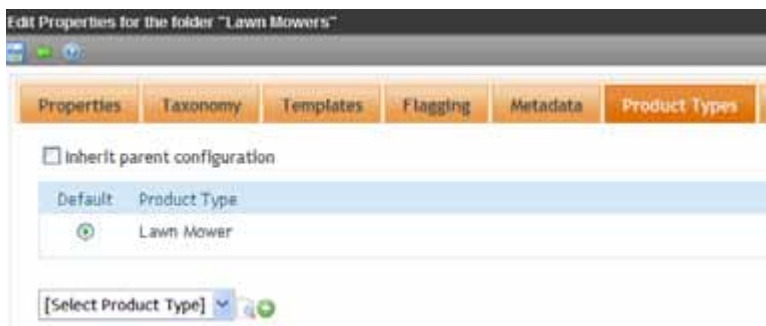 Edit Properties for the folder "Lawn Mowers"
Properties Taxonomy Templates Flagging Metadata Product Types
Inherit parent configuration
Default Product Type
Lawn Mower
[Select Product Type]